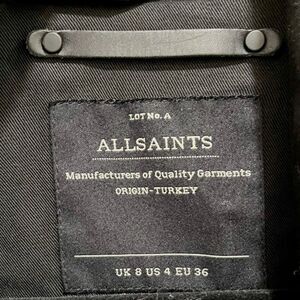 LOT No. A
ALLSAINTS
Manufacturers of Quality Garments
ORIGIN-TURKEY
UK 8 US 4 EU 36